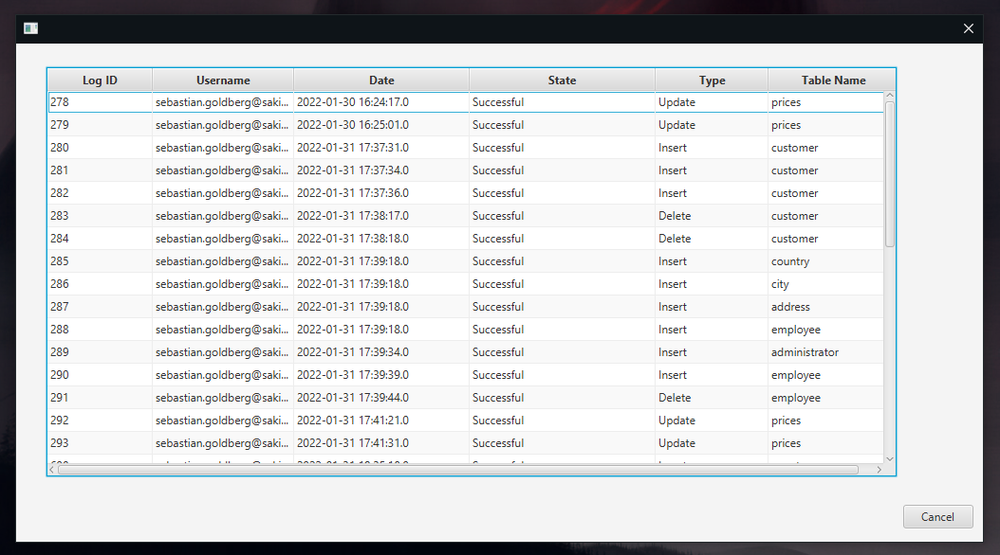 Log ID Username Date State Type Table Name
278 sebastian.goldberg@saki... 2022-01-30 16:24:17.0 Successful Update prices
279 sebastian.goldberg@saki... 2022-01-30 16:25:01.0 Successful Update prices
280 sebastian.goldberg@saki... 2022-01-31 17:37:31.0 Successful Insert customer
281 sebastian.goldberg@saki... 2022-01-31 17:37:34.0 Successful Insert customer
282 sebastian.goldberg@saki... 2022-01-31 17:37:36.0 Successful Insert customer
283 sebastian.goldberg@saki... 2022-01-31 17:38:17.0 Successful Delete customer
284 sebastian.goldberg@saki... 2022-01-31 17:38:18.0 Successful Delete customer
285 sebastian.goldberg@saki... 2022-01-31 17:39:18.0 Successful Insert country
286 sebastian.goldberg@saki... 2022-01-31 17:39:18.0 Successful Insert city
287 sebastian.goldberg@saki... 2022-01-31 17:39:18.0 Successful Insert address
288 sebastian.goldberg@saki... 2022-01-31 17:39:18.0 Successful Insert employee
289 sebastian.goldberg@saki... 2022-01-31 17:39:34.0 Successful Insert administrator
290 sebastian.goldberg@saki... 2022-01-31 17:39:39.0 Successful Insert employee
291 sebastian.goldberg@saki... 2022-01-31 17:39:44.0 Successful Delete employee
292 sebastian.goldberg@saki... 2022-01-31 17:41:21.0 Successful Update prices
293 sebastian.goldberg@saki... 2022-01-31 17:41:31.0 Successful Update prices
Cancel